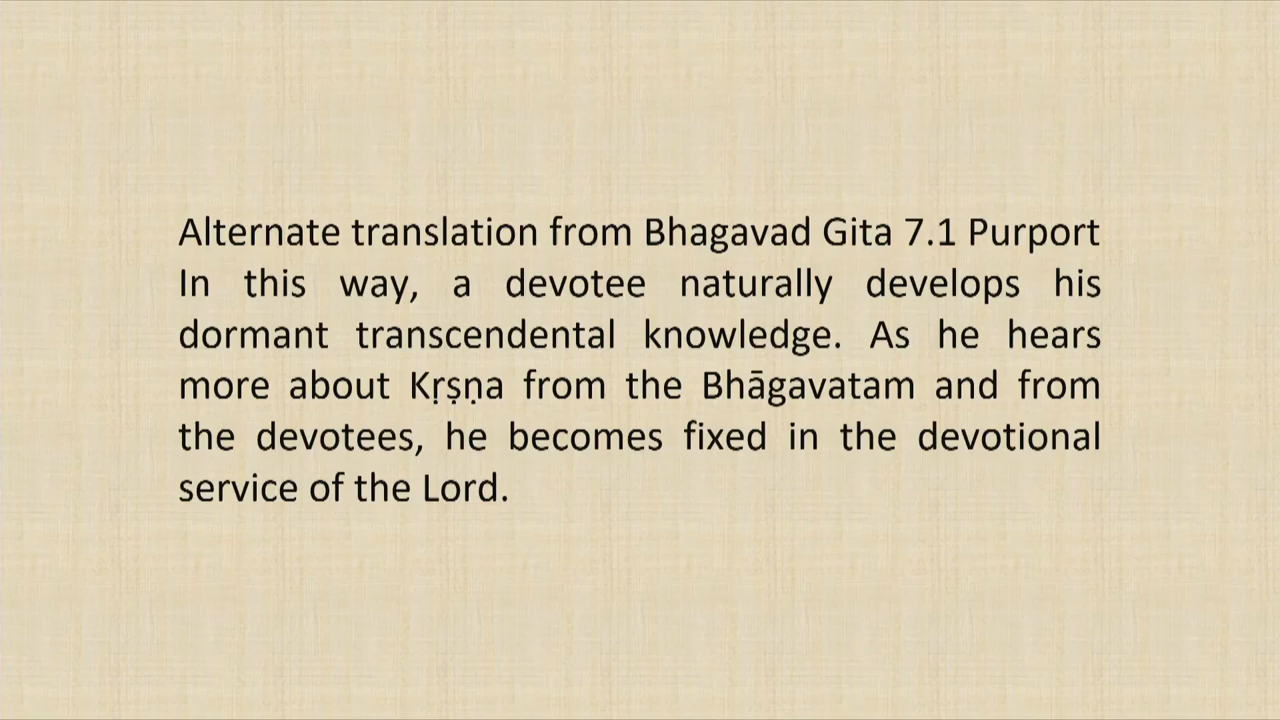 Alternate translation from Bhagavad Gita 7.1 Purport
In this way, a devotee naturally develops his
dormant transcendental knowledge. As he hears
more about Kṛṣṇa from the Bhāgavatam and from
the devotees, he becomes fixed in the devotional
service of the Lord.